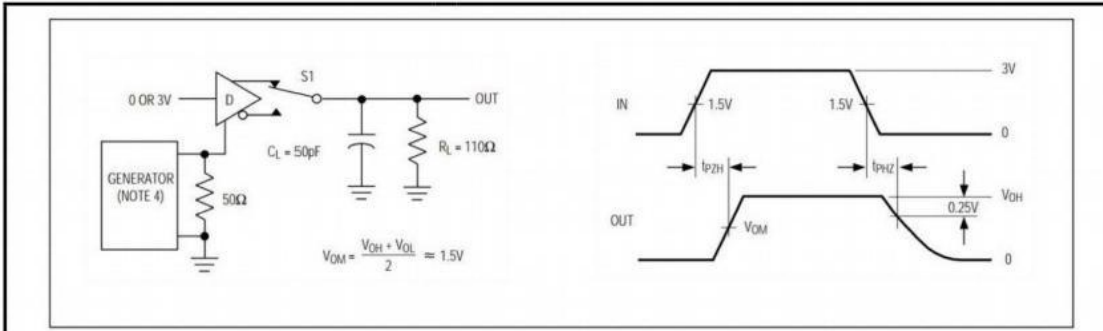 S1
0 OR 3V
D
OUT
C_L = 50pF
R_L = 110Ω
GENERATOR
(NOTE 4)
50Ω
V_OM = (V_OH + V_OL) / 2 ≈ 1.5V
3V
IN
1.5V
1.5V
0
t_PZH
t_PHZ
V_OH
0.25V
OUT
V_OM
0